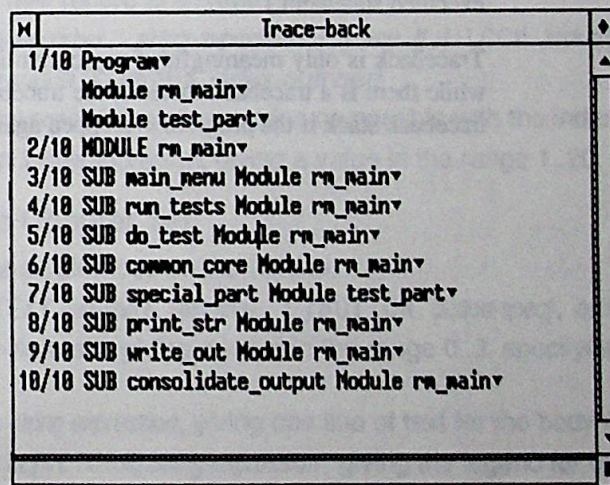 Trace-back
1/10 Program▾
Module rm_main▾
Module test_part▾
2/10 MODULE rm_main▾
3/10 SUB main_menu Module rm_main▾
4/10 SUB run_tests Module rm_main▾
5/10 SUB do_test Module rm_main▾
6/10 SUB common_core Module rm_main▾
7/10 SUB special_part Module test_part▾
8/10 SUB print_str Module rm_main▾
9/10 SUB write_out Module rm_main▾
10/10 SUB consolidate_output Module rm_main▾